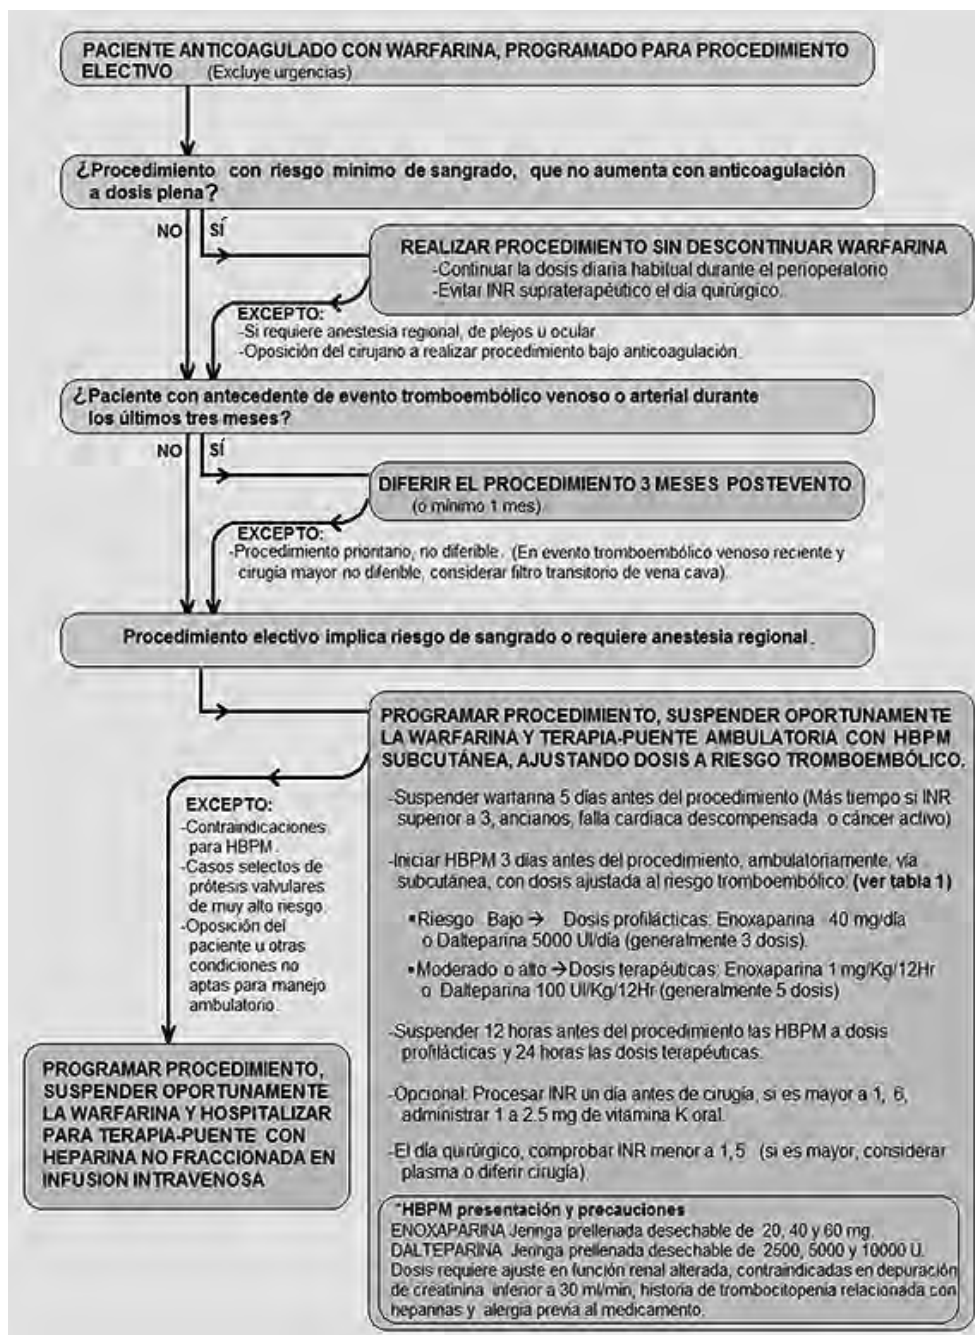 PACIENTE ANTICOAGULADO CON WARFARINA, PROGRAMADO PARA PROCEDIMIENTO
ELECTIVO (Excluye urgencias)
¿Procedimiento con riesgo minimo de sangrado, que no aumenta con anticoagulación
a dosis plena?
NO SÍ
REALIZAR PROCEDIMIENTO SIN DESCONTINUAR WARFARINA
-Continuar la dosis diaria habitual durante el perioperatorio
-Evitar INR supraterapéutico el día quirúrgico.
EXCEPTO:
-Si requiere anestesia regional, de plejos u ocular
-Oposición del cirujano a realizar procedimiento bajo anticoagulación.
¿Paciente con antecedente de evento tromboembólico venoso o arterial durante
los últimos tres meses?
NO SÍ
DIFERIR EL PROCEDIMIENTO 3 MESES POSTEVENTO
(o mínimo 1 mes).
EXCEPTO:
-Procedimiento prioritario, no diferible. (En evento tromboembólico venoso reciente y
cirugía mayor no diferible, considerar filtro transitorio de vena cava).
Procedimiento electivo implica riesgo de sangrado o requiere anestesia regional.
PROGRAMAR PROCEDIMIENTO, SUSPENDER OPORTUNAMENTE
LA WARFARINA Y TERAPIA-PUENTE AMBULATORIA CON HBPM
SUBCUTÁNEA, AJUSTANDO DOSIS A RIESGO TROMBOEMBÓLICO.
-Suspender warfarina 5 días antes del procedimiento (Más tiempo si INR
superior a 3, ancianos, falla cardiaca descompensada o cáncer activo)
-Iniciar HBPM 3 días antes del procedimiento, ambulatoriamente, vía
subcutánea, con dosis ajustada al riesgo tromboembólico: (ver tabla 1)
▪Riesgo Bajo → Dosis profilácticas: Enoxaparina 40 mg/día
o Dalteparina 5000 UI/día (generalmente 3 dosis).
▪Moderado o alto →Dosis terapéuticas: Enoxaparina 1 mg/Kg/12Hr
o Dalteparina 100 UI/Kg/12Hr (generalmente 5 dosis)
-Suspender 12 horas antes del procedimiento las HBPM a dosis
profilácticas y 24 horas las dosis terapéuticas.
-Opcional: Procesar INR un día antes de cirugía, si es mayor a 1, 6,
administrar 1 a 2.5 mg de vitamina K oral.
-El día quirúrgico, comprobar INR menor a 1,5 (si es mayor, considerar
plasma o diferir cirugía).
*HBPM presentación y precauciones
ENOXAPARINA Jeringa prellenada desechable de 20, 40 y 60 mg.
DALTEPARINA Jeringa prellenada desechable de 2500, 5000 y 10000 U.
Dosis requiere ajuste en función renal alterada, contraindicadas en depuración
de creatinina inferior a 30 ml/min, historia de trombocitopenia relacionada con
heparinas y alergia previa al medicamento.
EXCEPTO:
-Contraindicaciones
para HBPM.
-Casos selectos de
prótesis valvulares
de muy alto riesgo
-Oposición del
paciente u otras
condiciones no
aptas para manejo
ambulatorio.
PROGRAMAR PROCEDIMIENTO,
SUSPENDER OPORTUNAMENTE
LA WARFARINA Y HOSPITALIZAR
PARA TERAPIA-PUENTE CON
HEPARINA NO FRACCIONADA EN
INFUSION INTRAVENOSA